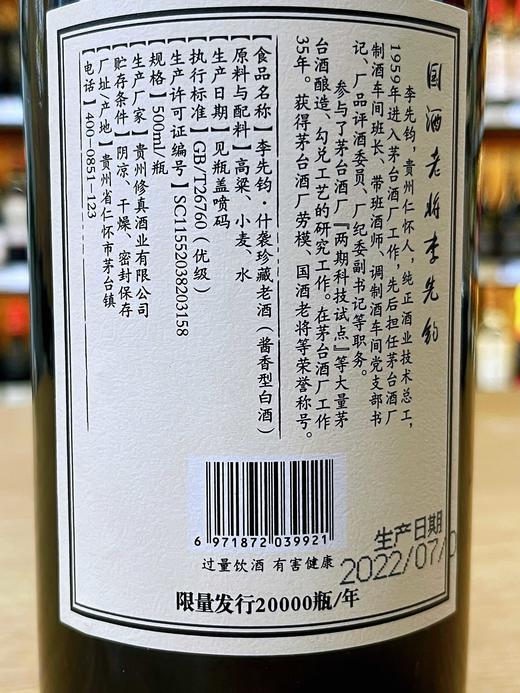 国酒老将李先钧
李先钧，贵州仁怀人，纯正酒业技术总工，
1959年进入茅台酒厂工作，先后担任茅台酒厂
制酒车间班长、带班酒师、调制酒车间党支部书
记、厂品评酒委员、厂纪委副书记等职务。
参与了茅台酒厂“两期科技试点”等大量茅
台酒酿造、勾兑工艺的研究工作。在茅台酒厂工作
35年。获得茅台酒厂劳模、国酒老将等荣誉称号。
【食品名称】李先钧·什袭珍藏老酒（酱香型白酒）
【原料与配料】高粱、小麦、水
【生产日期】见瓶盖喷码
【执行标准】GB/T26760（优级）
【生产许可证编号】SC11552038203158
【规格】500ml/瓶
【生产厂家】贵州修真酒业有限公司
【贮存条件】阴凉、干燥、密封保存
【厂址/产地】贵州省仁怀市茅台镇
【电话】400-0851-123
6 971872 039921
过量饮酒 有害健康
限量发行20000瓶/年
生产日期
2022/07/0